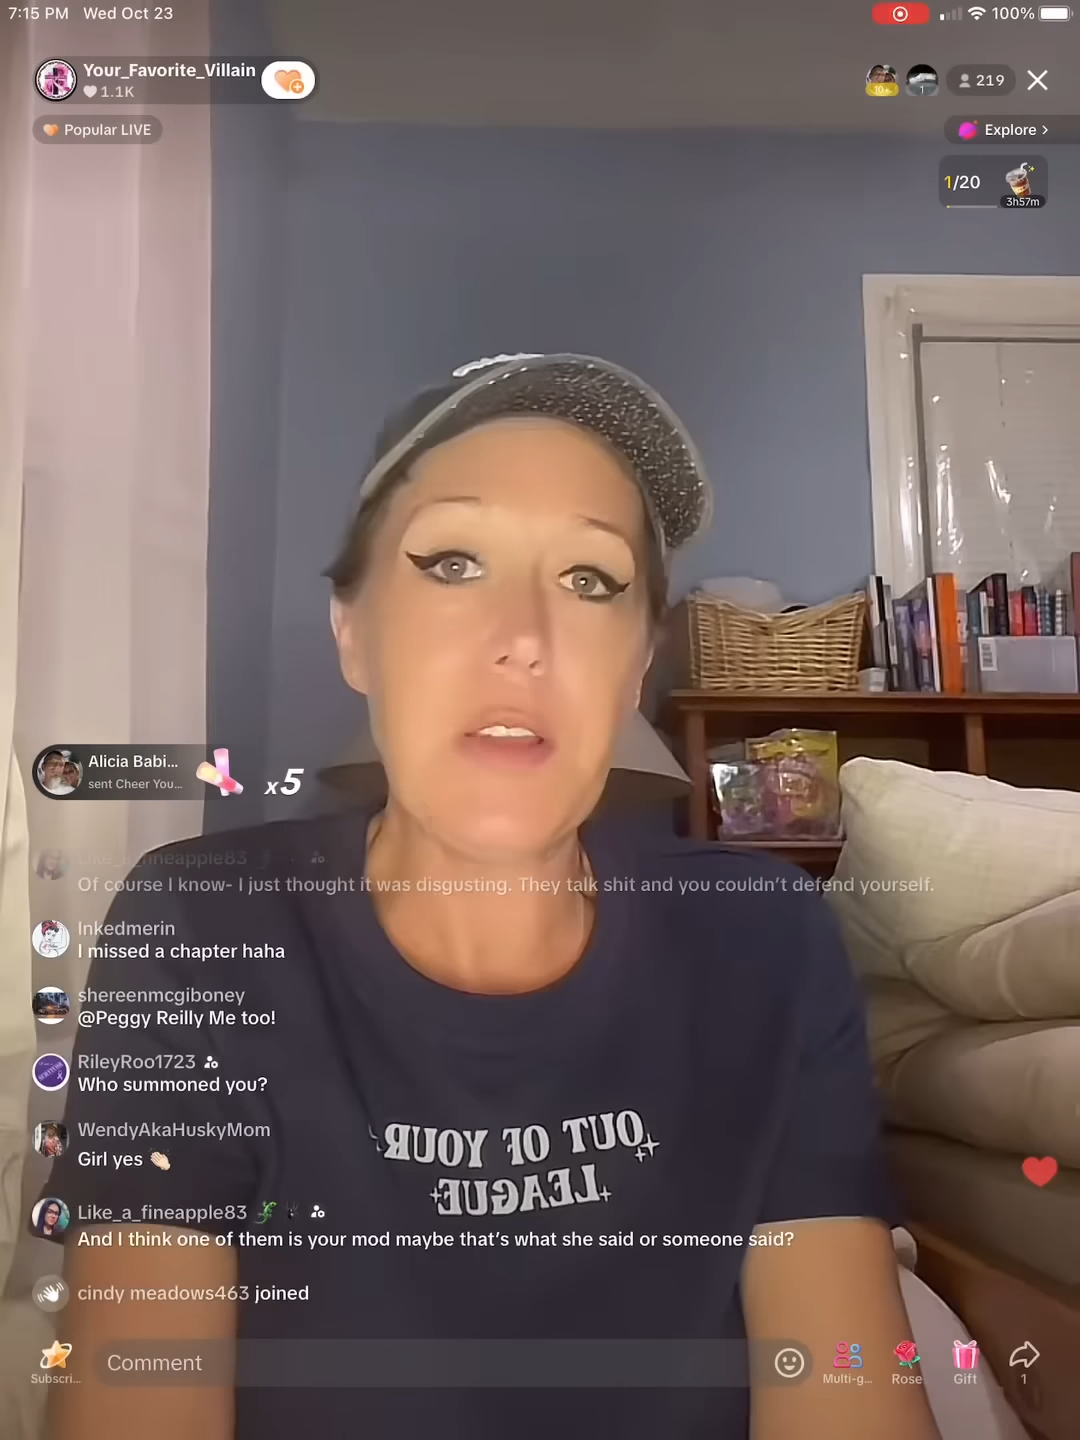 7:15 PM Wed Oct 23
100%
Your_Favorite_Villain
1.1K
10+
1
219
Popular LIVE
Explore >
1/20
3h57m
Alicia Babi...
sent Cheer You...
x5
Like_a_fineapple83
Of course I know- I just thought it was disgusting. They talk shit and you couldn't defend yourself.
Inkedmerin
I missed a chapter haha
shereenmcgiboney
@Peggy Reilly Me too!
RileyRoo1723
Who summoned you?
WendyAkaHuskyMom
Girl yes 👏🏻
OUT OF YOUR
LEAGUE
Like_a_fineapple83
And I think one of them is your mod maybe that's what she said or someone said?
cindy meadows463 joined
Subscri...
Comment
Multi-g...
Rose
Gift
1